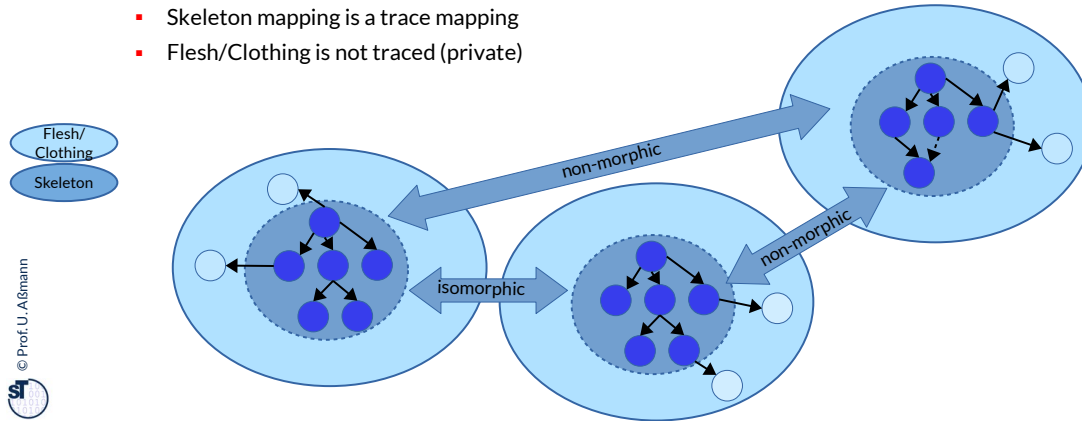 Skeleton mapping is a trace mapping
Flesh/Clothing is not traced (private)
Flesh/
Clothing
Skeleton
non-morphic
non-morphic
isomorphic
© Prof. U. Aßmann
ST